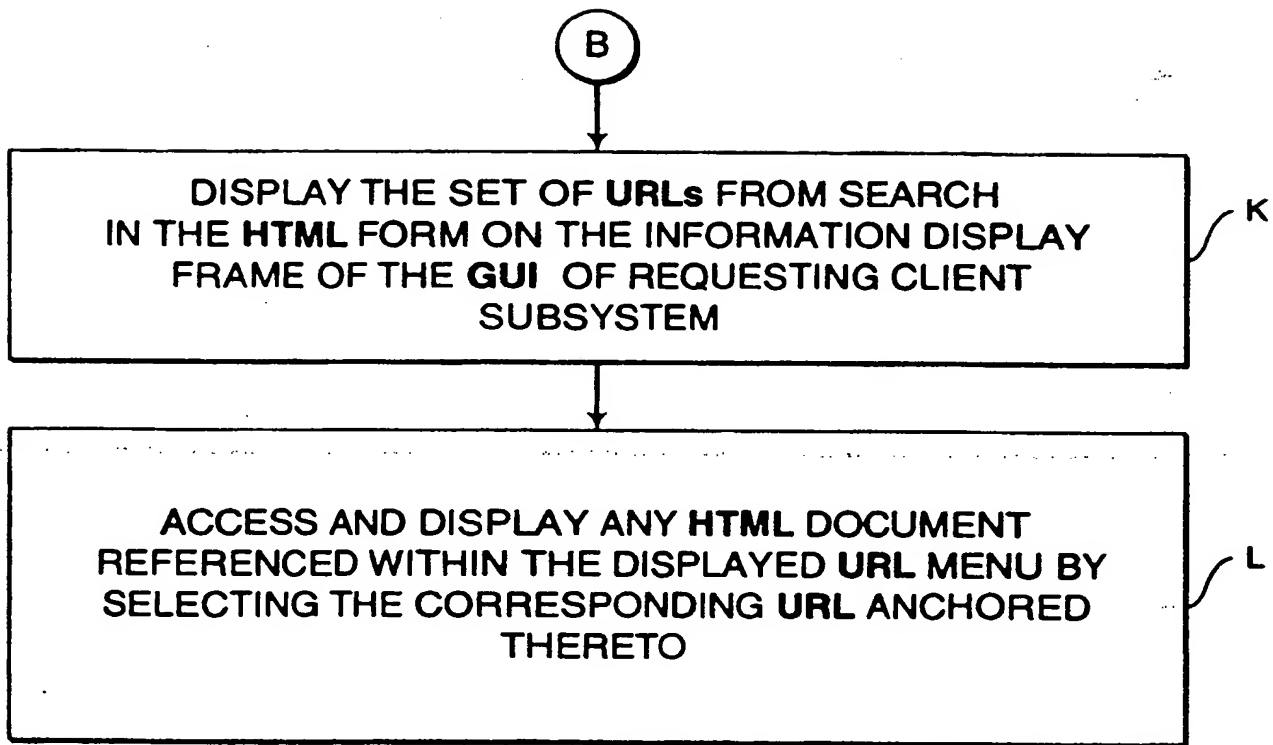 B
DISPLAY THE SET OF URLs FROM SEARCH
IN THE HTML FORM ON THE INFORMATION DISPLAY
FRAME OF THE GUI OF REQUESTING CLIENT
SUBSYSTEM
K
ACCESS AND DISPLAY ANY HTML DOCUMENT
REFERENCED WITHIN THE DISPLAYED URL MENU BY
SELECTING THE CORRESPONDING URL ANCHORED
THERETO
L